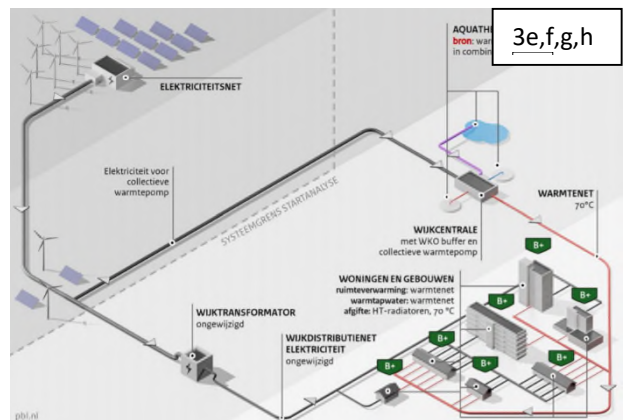 AQUATHE
bron: war
in combin
3e,f,g,h
ELEKTRICITEITSNET
Elektriciteit voor
collectieve
warmtepomp
SYSTEEMGRENS STARTANALYSE
WARMTENET
70°C
WIJKCENTRALE
met WKO buffer en
collectieve warmtepomp
B+
WONINGEN EN GEBOUWEN
ruimteverwarming: warmtenet
warmtapwater: warmtenet
afgifte: HT-radiatoren, 70 °C
B+
B+
WIJKTRANSFORMATOR
ongewijzigd
WIJKDISTRIBUTIENET
ELEKTRICITEIT
ongewijzigd
B+
B+
B+
B+
B+
pbl.nl